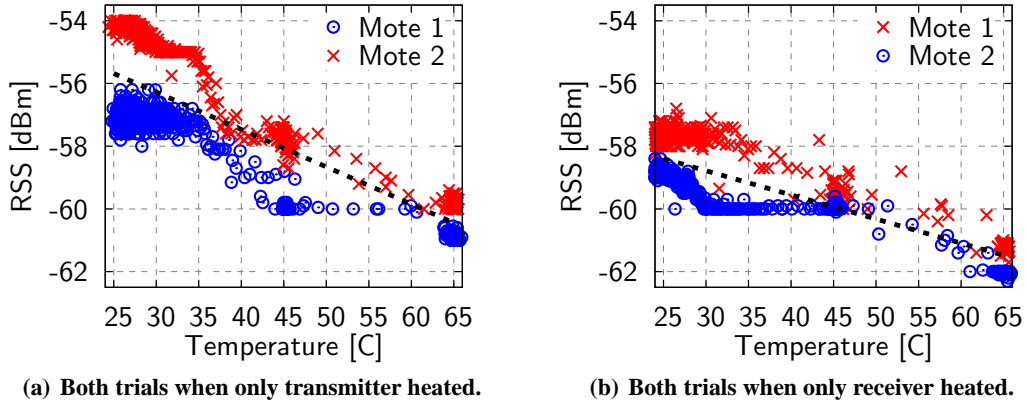 -54
-56
-58
-60
-62
RSS [dBm]
25 30 35 40 45 50 55 60 65
Temperature [C]
Mote 1
Mote 2
(a) Both trials when only transmitter heated.
-54
-56
-58
-60
-62
RSS [dBm]
25 30 35 40 45 50 55 60 65
Temperature [C]
Mote 1
Mote 2
(b) Both trials when only receiver heated.